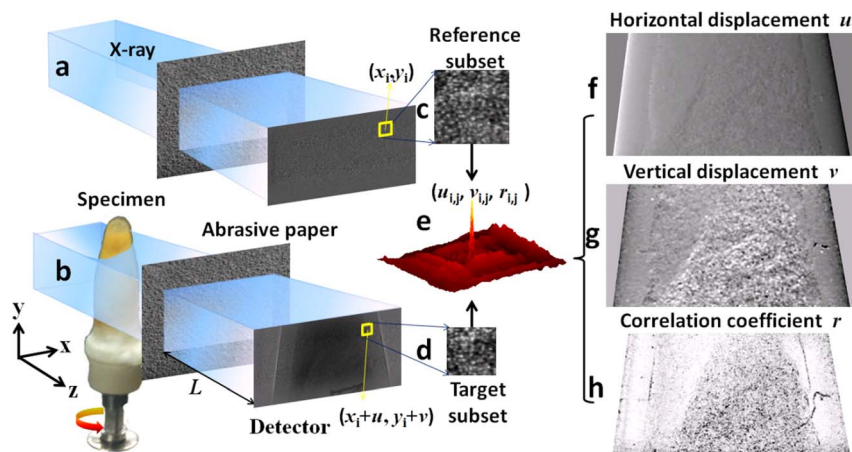 a
X-ray
(xᵢ,yᵢ)
Reference
subset
c
Horizontal displacement u
f
Specimen
Abrasive paper
b
(uᵢ,ⱼ, vᵢ,ⱼ, rᵢ,ⱼ )
e
Vertical displacement v
g
y
x
z
L
Detector
d
(xᵢ+u, yᵢ+v)
Target
subset
Correlation coefficient r
h